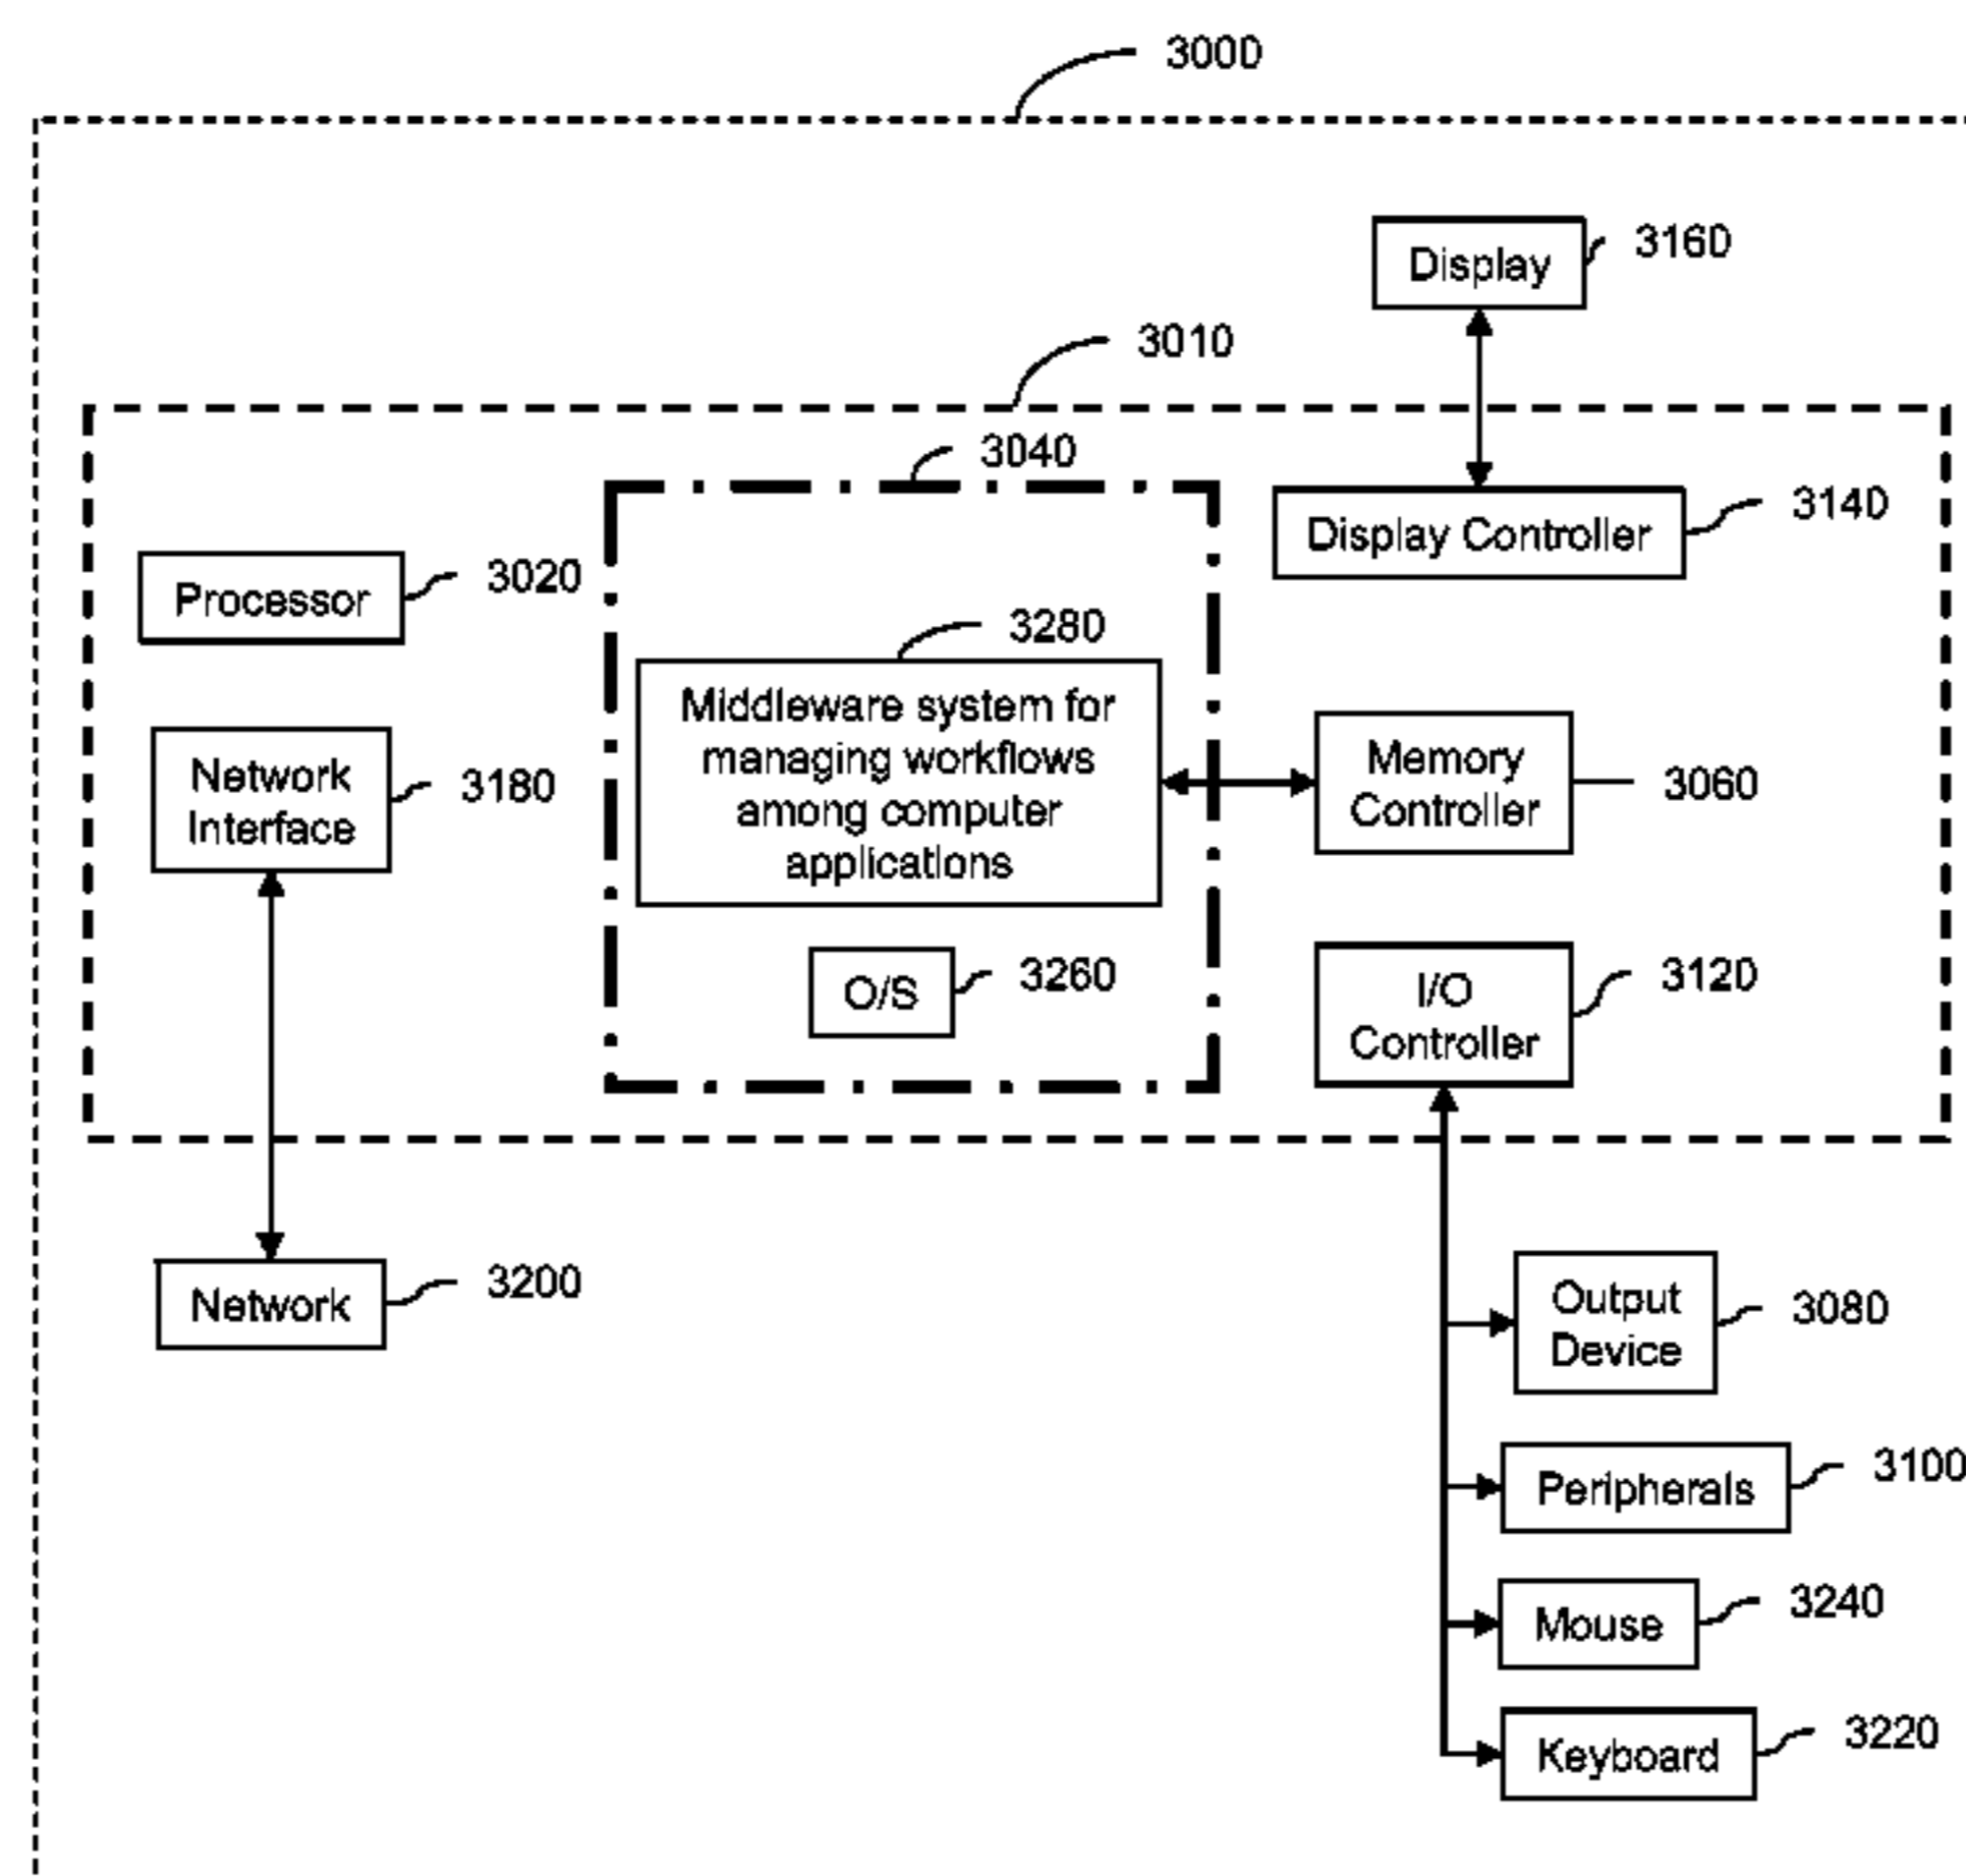 3000
Display
3160
3010
3040
Display Controller
3140
Processor
3020
3280
Middleware system for
managing workflows
among computer
applications
Network
Interface
3180
Memory
Controller
3060
O/S
3260
I/O
Controller
3120
Network
3200
Output
Device
3080
Peripherals
3100
Mouse
3240
Keyboard
3220